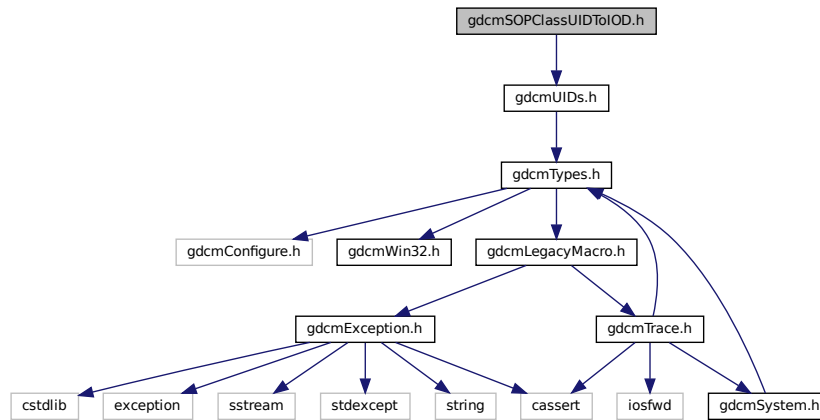 gdcmSOPClassUIDToIOD.h
gdcmUIDs.h
gdcmTypes.h
gdcmConfigure.h
gdcmWin32.h
gdcmLegacyMacro.h
gdcmException.h
gdcmTrace.h
cstdlib
exception
sstream
stdexcept
string
cassert
iosfwd
gdcmSystem.h